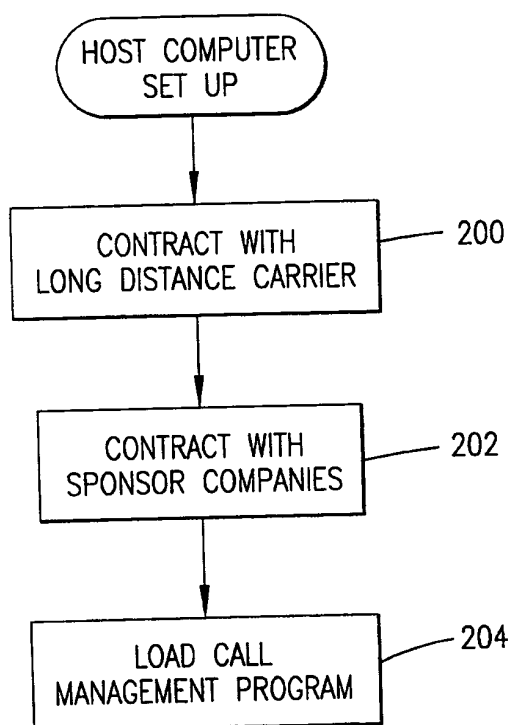 HOST COMPUTER
SET UP
CONTRACT WITH
LONG DISTANCE CARRIER
200
CONTRACT WITH
SPONSOR COMPANIES
202
LOAD CALL
MANAGEMENT PROGRAM
204